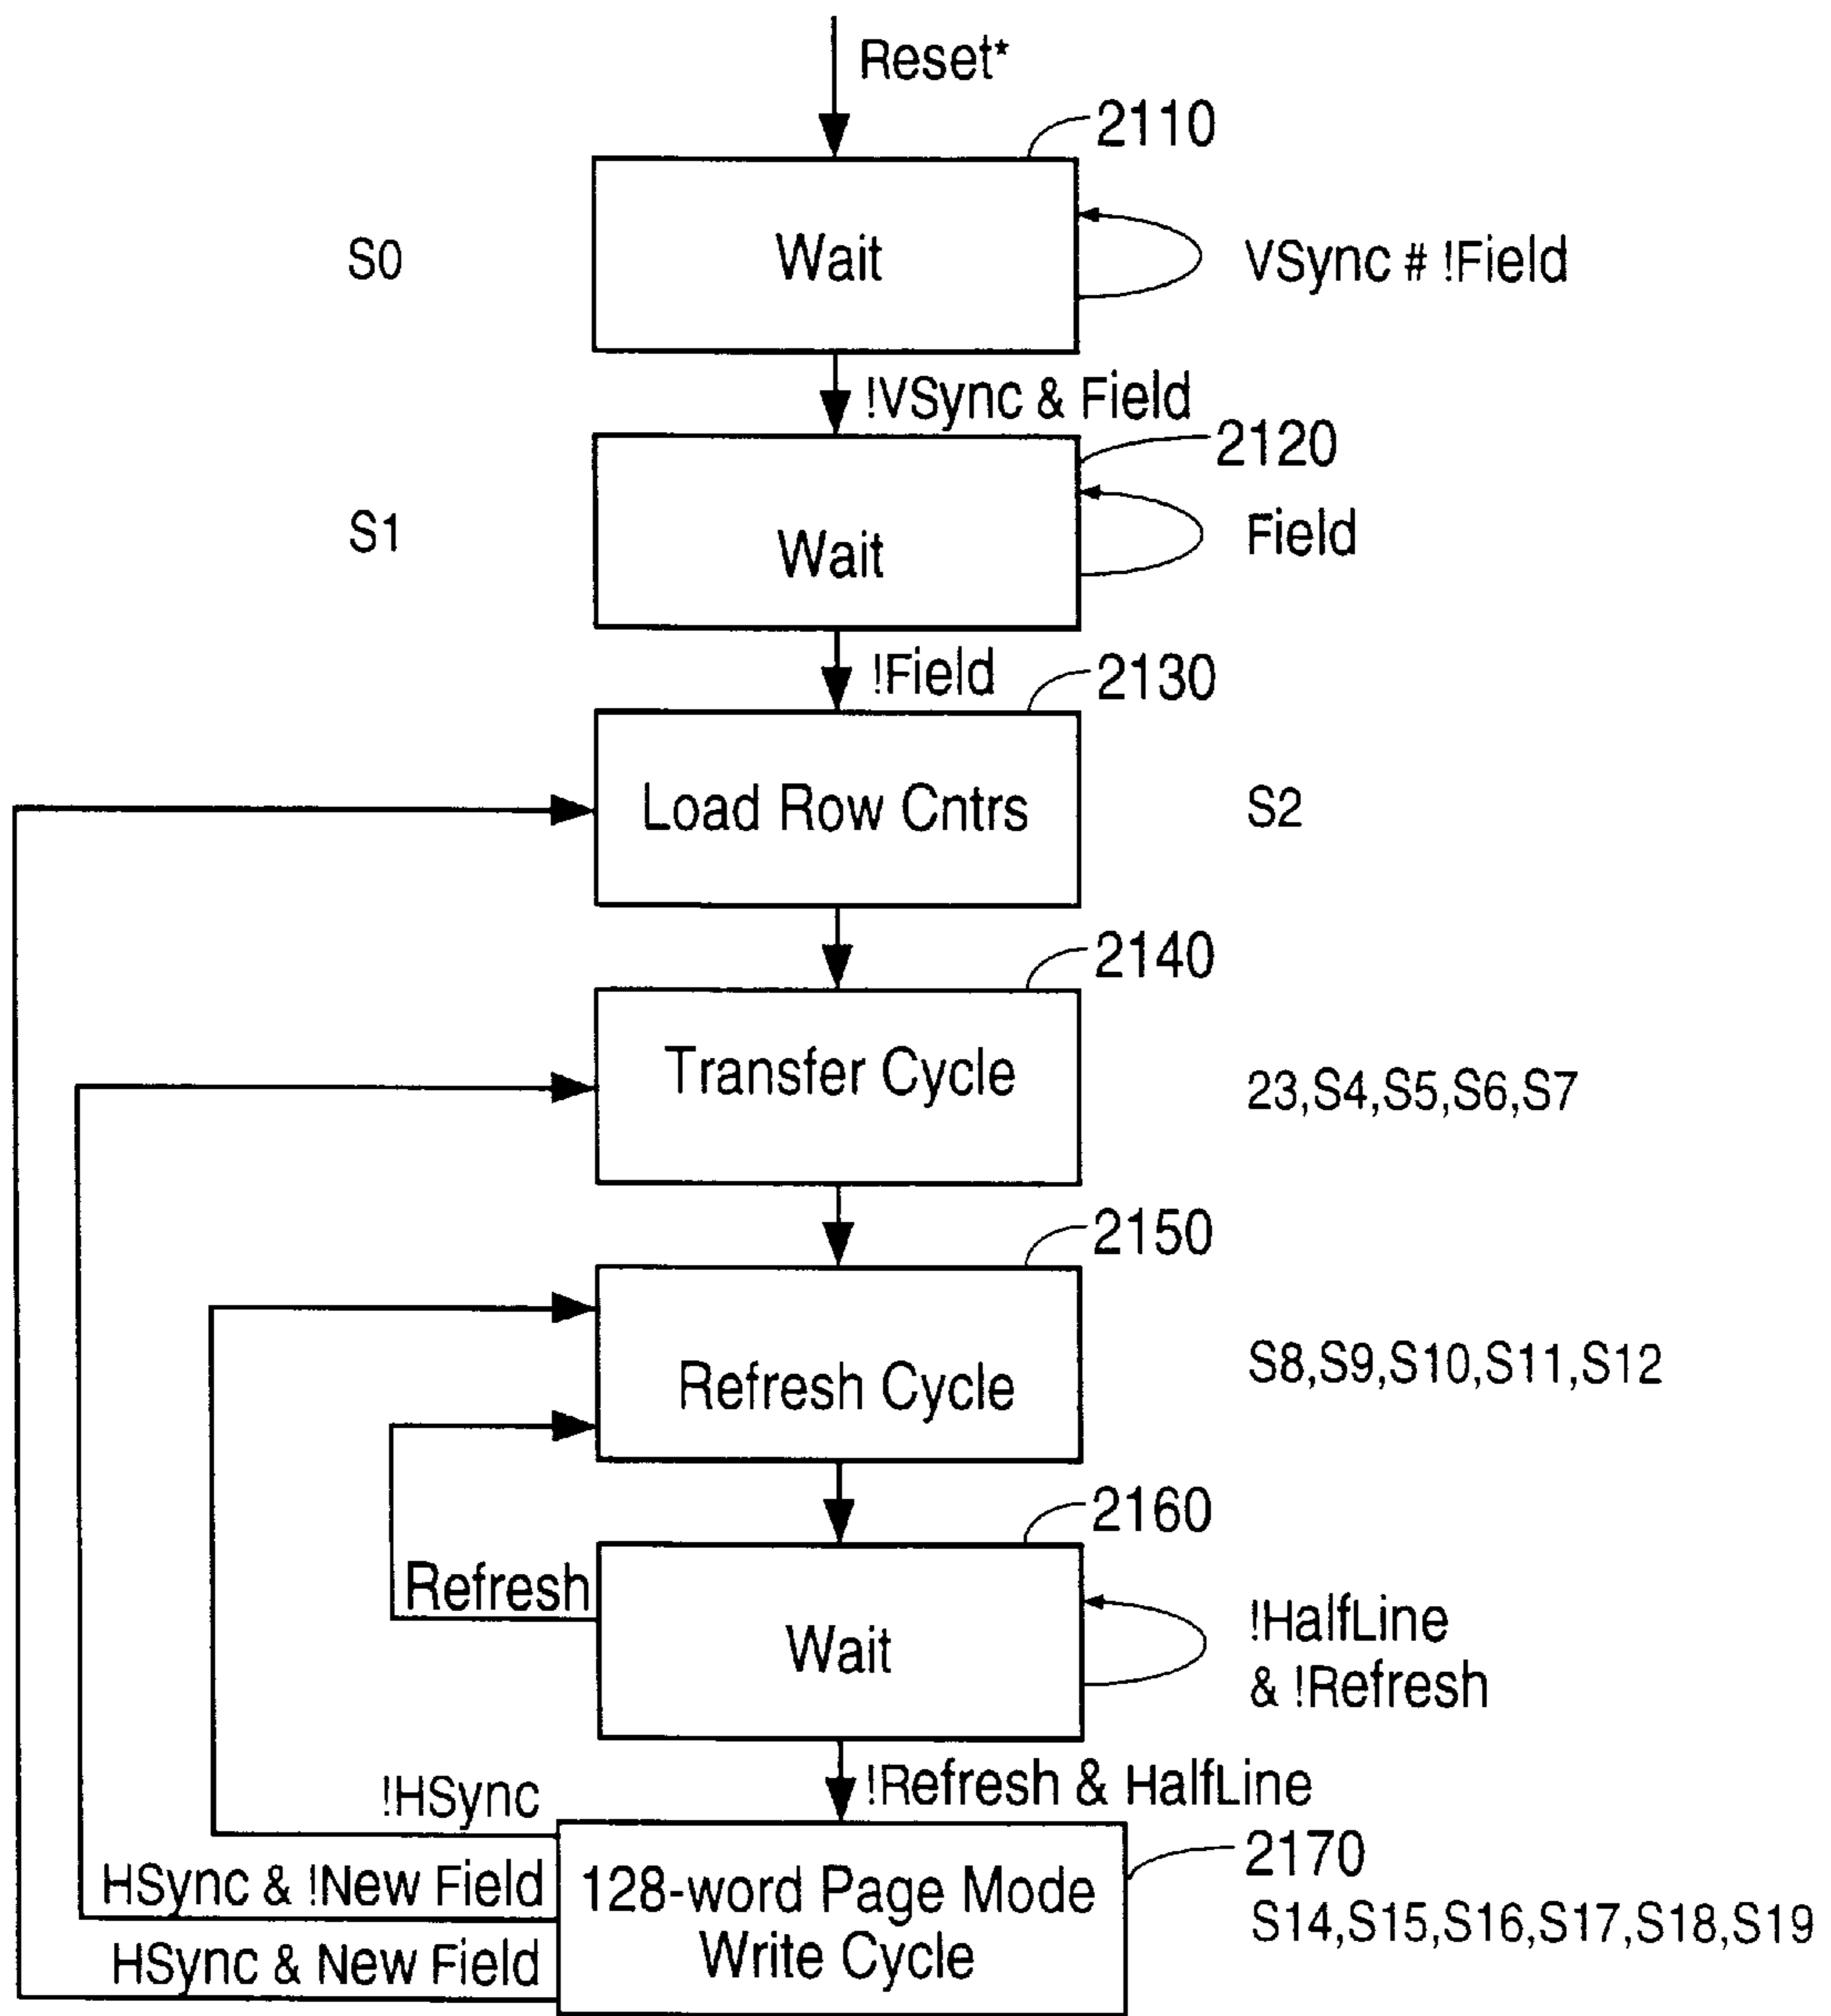 Reset*
2110
S0
Wait
VSync # !Field
!VSync & Field
2120
S1
Wait
Field
!Field
2130
Load Row Cntrs
S2
2140
Transfer Cycle
23,S4,S5,S6,S7
2150
Refresh Cycle
S8,S9,S10,S11,S12
2160
Refresh
Wait
!HalfLine
& !Refresh
!Refresh & HalfLine
!HSync
2170
HSync & !New Field
128-word Page Mode
Write Cycle
S14,S15,S16,S17,S18,S19
HSync & New Field